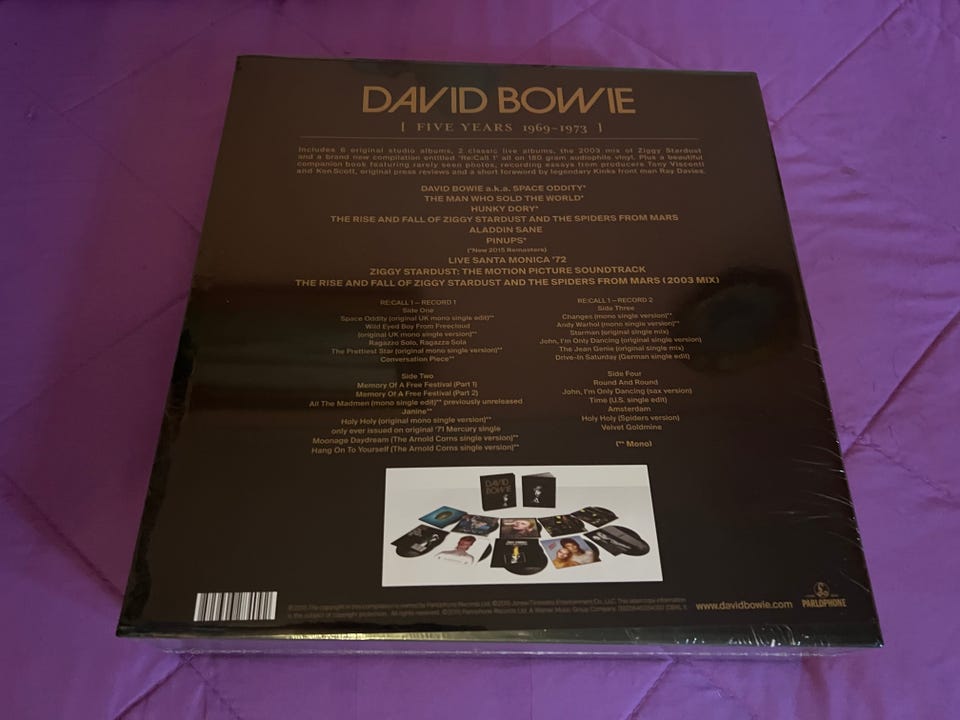 DAVID BOWIE
[ FIVE YEARS 1969–1973 ]
Includes 6 original studio albums, 2 classic live albums, the 2003 mix of Ziggy Stardust
and a brand new compilation entitled 'Re:Call 1' all on 180 gram audiophile vinyl. Plus a beautiful
companion book featuring rarely seen photos, recording essays from producers Tony Visconti
and Ken Scott, original press reviews and a short foreword by legendary Kinks front man Ray Davies.
DAVID BOWIE a.k.a. SPACE ODDITY*
THE MAN WHO SOLD THE WORLD*
HUNKY DORY*
THE RISE AND FALL OF ZIGGY STARDUST AND THE SPIDERS FROM MARS
ALADDIN SANE
PINUPS*
(*New 2015 Remasters)
LIVE SANTA MONICA '72
ZIGGY STARDUST: THE MOTION PICTURE SOUNDTRACK
THE RISE AND FALL OF ZIGGY STARDUST AND THE SPIDERS FROM MARS (2003 MIX)
RE:CALL 1 – RECORD 1
Side One
Space Oddity (original UK mono single edit)**
Wild Eyed Boy From Freecloud
(original UK mono single version)**
Ragazzo Solo, Ragazza Sola
The Prettiest Star (original mono single version)**
Conversation Piece**
Side Two
Memory Of A Free Festival (Part 1)
Memory Of A Free Festival (Part 2)
All The Madmen (mono single edit)** previously unreleased
Janine**
Holy Holy (original mono single version)**
only ever issued on original '71 Mercury single
Moonage Daydream (The Arnold Corns single version)**
Hang On To Yourself (The Arnold Corns single version)**
RE:CALL 1 – RECORD 2
Side Three
Changes (mono single version)**
Andy Warhol (mono single version)**
Starman (original single mix)
John, I'm Only Dancing (original single version)
The Jean Genie (original single mix)
Drive-In Saturday (German single edit)
Side Four
Round And Round
John, I'm Only Dancing (sax version)
Time (U.S. single edit)
Amsterdam
Holy Holy (Spiders version)
Velvet Goldmine
(** Mono)
DAVID
BOWIE
www.davidbowie.com
PARLOPHONE